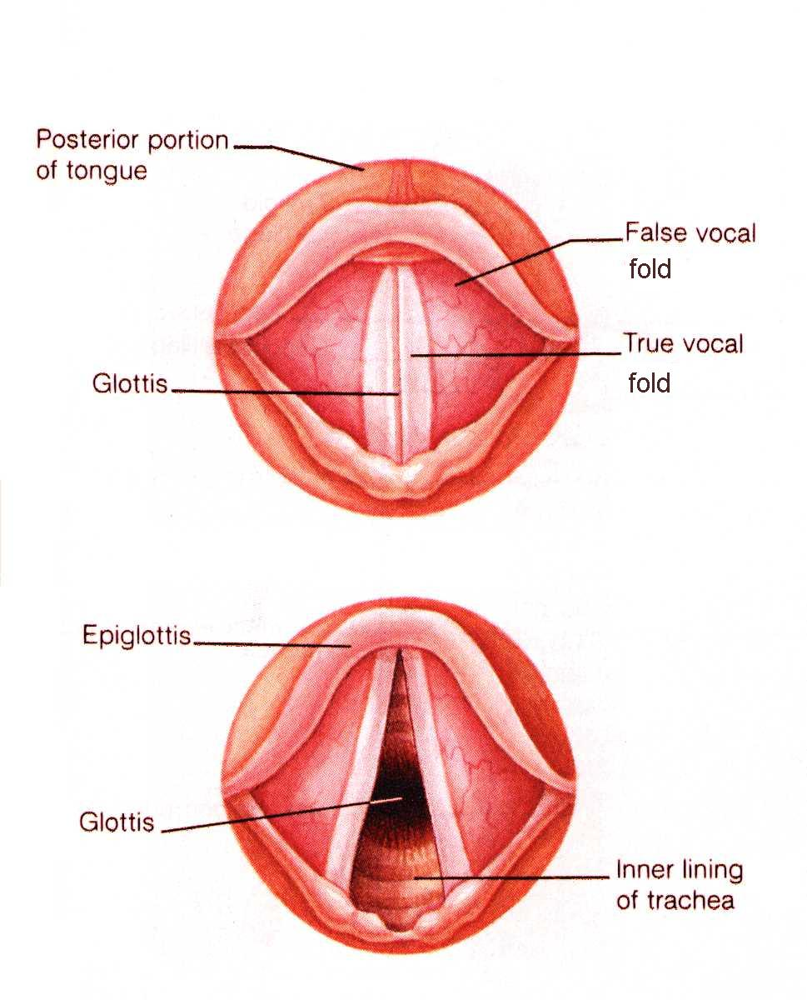 Posterior portion
of tongue
False vocal
fold
True vocal
fold
Glottis
Epiglottis
Glottis
Inner lining
of trachea